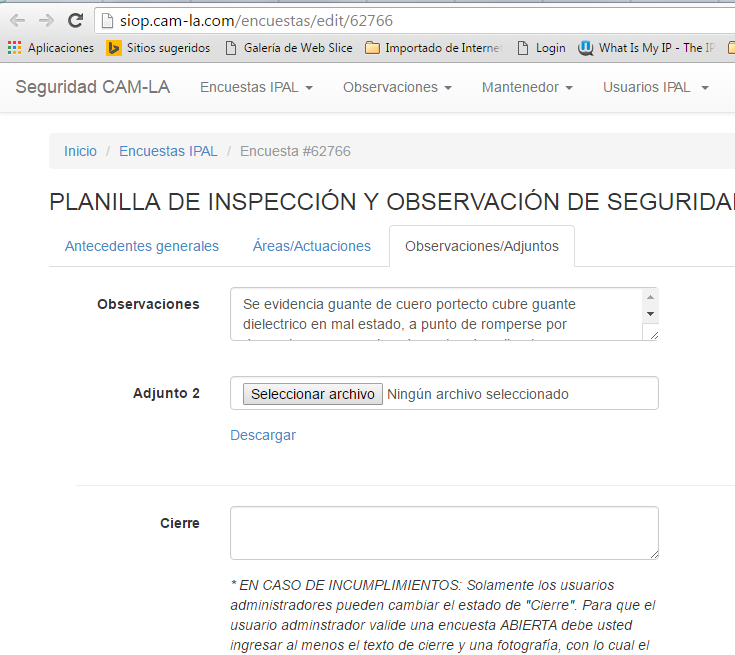 siop.cam-la.com/encuestas/edit/62766
Aplicaciones Sitios sugeridos Galería de Web Slice Importado de Internet Login What Is My IP - The IP
Seguridad CAM-LA Encuestas IPAL Observaciones Mantenedor Usuarios IPAL
Inicio / Encuestas IPAL / Encuesta #62766
PLANILLA DE INSPECCIÓN Y OBSERVACIÓN DE SEGURIDA
Antecedentes generales Áreas/Actuaciones Observaciones/Adjuntos
Observaciones
Se evidencia guante de cuero portecto cubre guante
dielectrico en mal estado, a punto de romperse por
Adjunto 2
Seleccionar archivo Ningún archivo seleccionado
Descargar
Cierre
* EN CASO DE INCUMPLIMIENTOS: Solamente los usuarios
administradores pueden cambiar el estado de "Cierre". Para que el
usuario adminstrador valide una encuesta ABIERTA debe usted
ingresar al menos el texto de cierre y una fotografía, con lo cual el